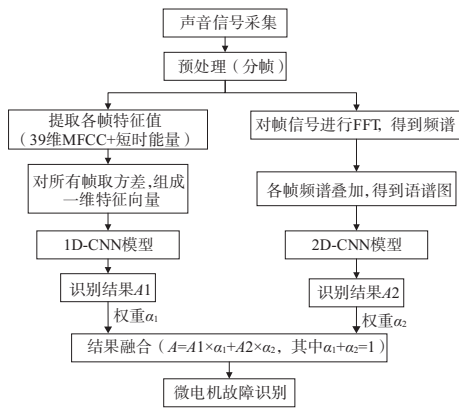 声音信号采集
预处理（分帧）
提取各帧特征值
（39维MFCC+短时能量）
对所有帧取方差,组成
一维特征向量
1D-CNN模型
识别结果A1
权重α₁
对帧信号进行FFT, 得到频谱
各帧频谱叠加,得到语谱图
2D-CNN模型
识别结果A2
权重α₂
结果融合（A=A1×α₁+A2×α₂, 其中α₁+α₂=1）
微电机故障识别